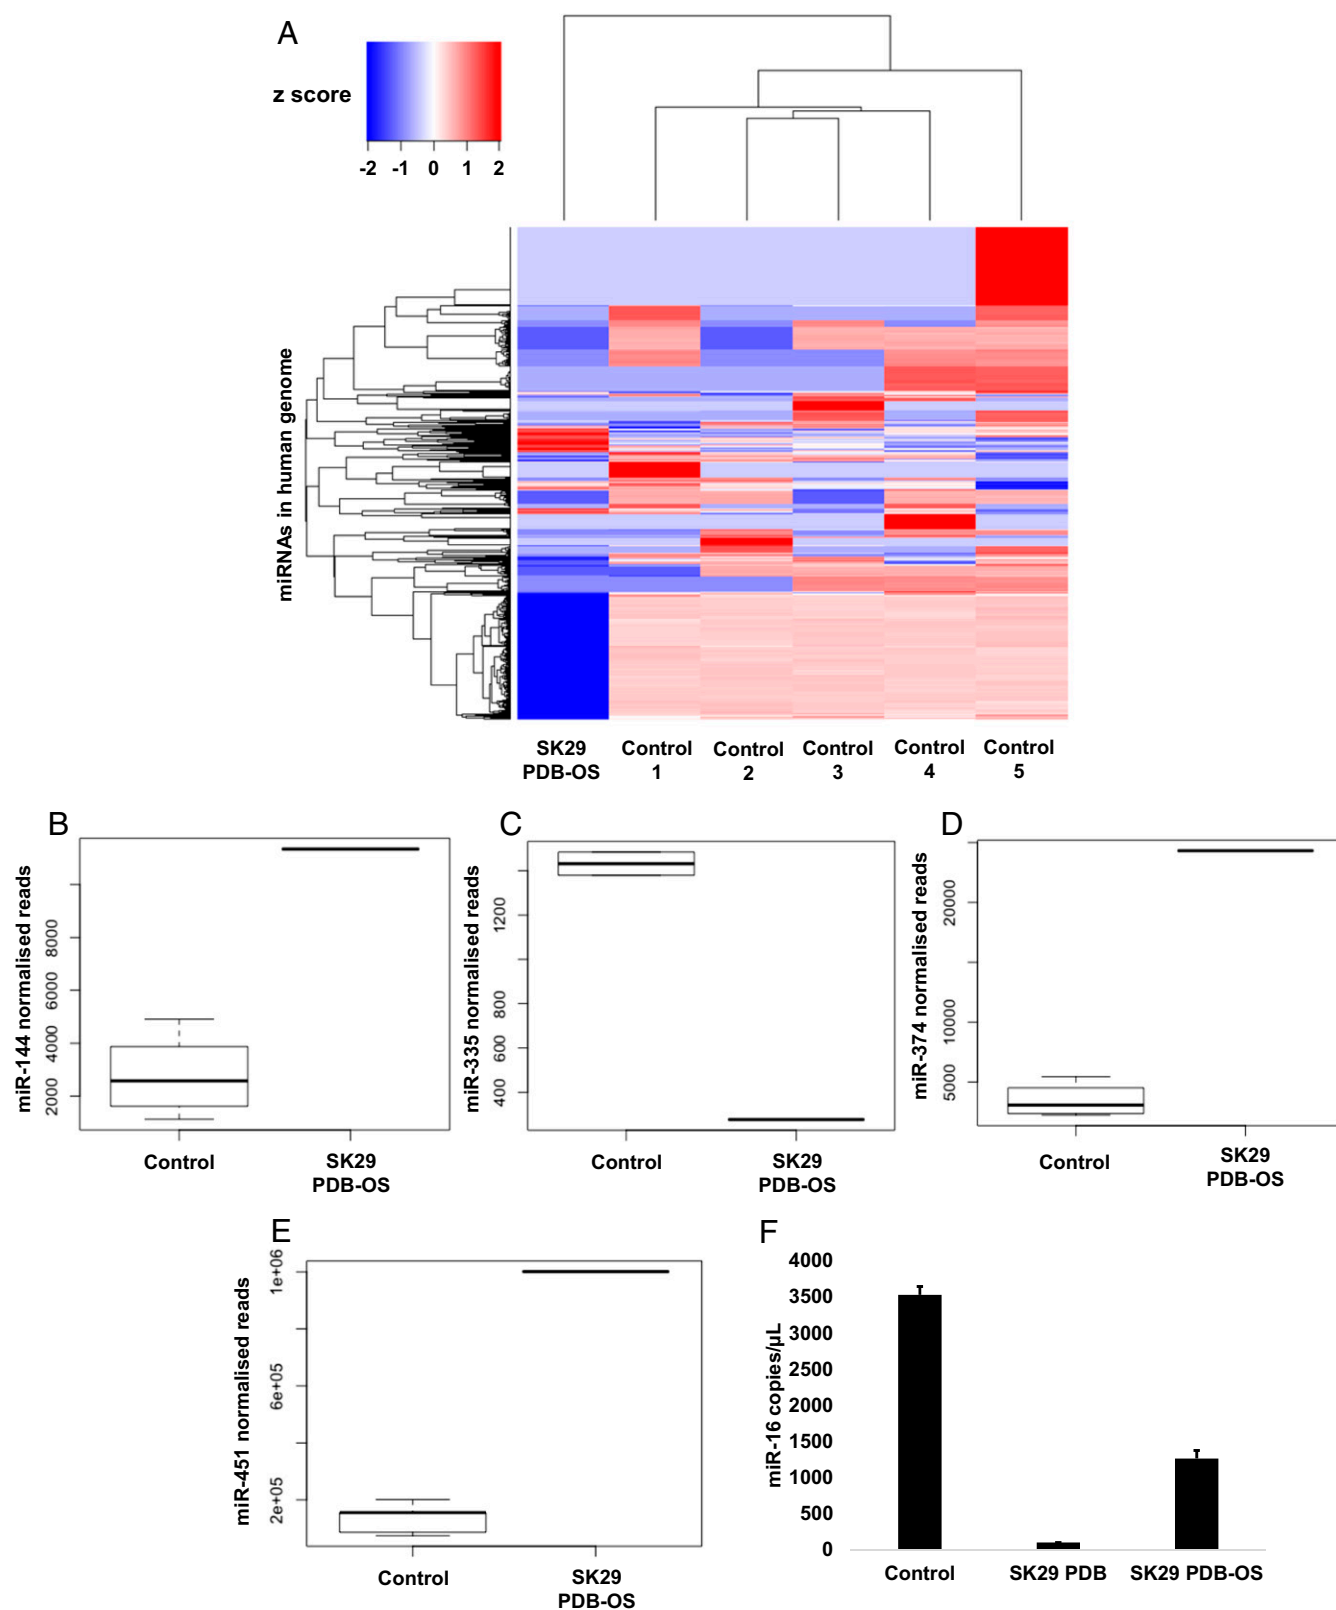 A
z score
-2 -1 0 1 2
miRNAs in human genome
SK29 PDB-OS
Control 1
Control 2
Control 3
Control 4
Control 5
B
miR-144 normalised reads
8000
6000
4000
2000
Control
SK29 PDB-OS
C
miR-335 normalised reads
1200
800
600
400
Control
SK29 PDB-OS
D
miR-374 normalised reads
20000
10000
5000
Control
SK29 PDB-OS
E
miR-451 normalised reads
1e+06
6e+05
2e+05
Control
SK29 PDB-OS
F
miR-16 copies/µL
4000
3500
3000
2500
2000
1500
1000
500
0
Control
SK29 PDB
SK29 PDB-OS